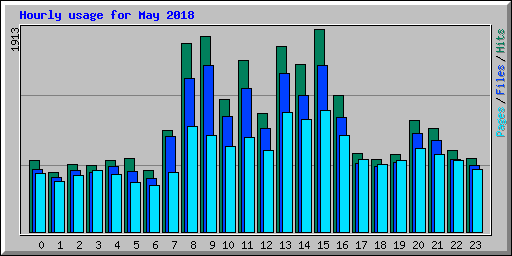 Hourly usage for May 2018
1913
Pages / Files / Hits
0 1 2 3 4 5 6 7 8 9 10 11 12 13 14 15 16 17 18 19 20 21 22 23